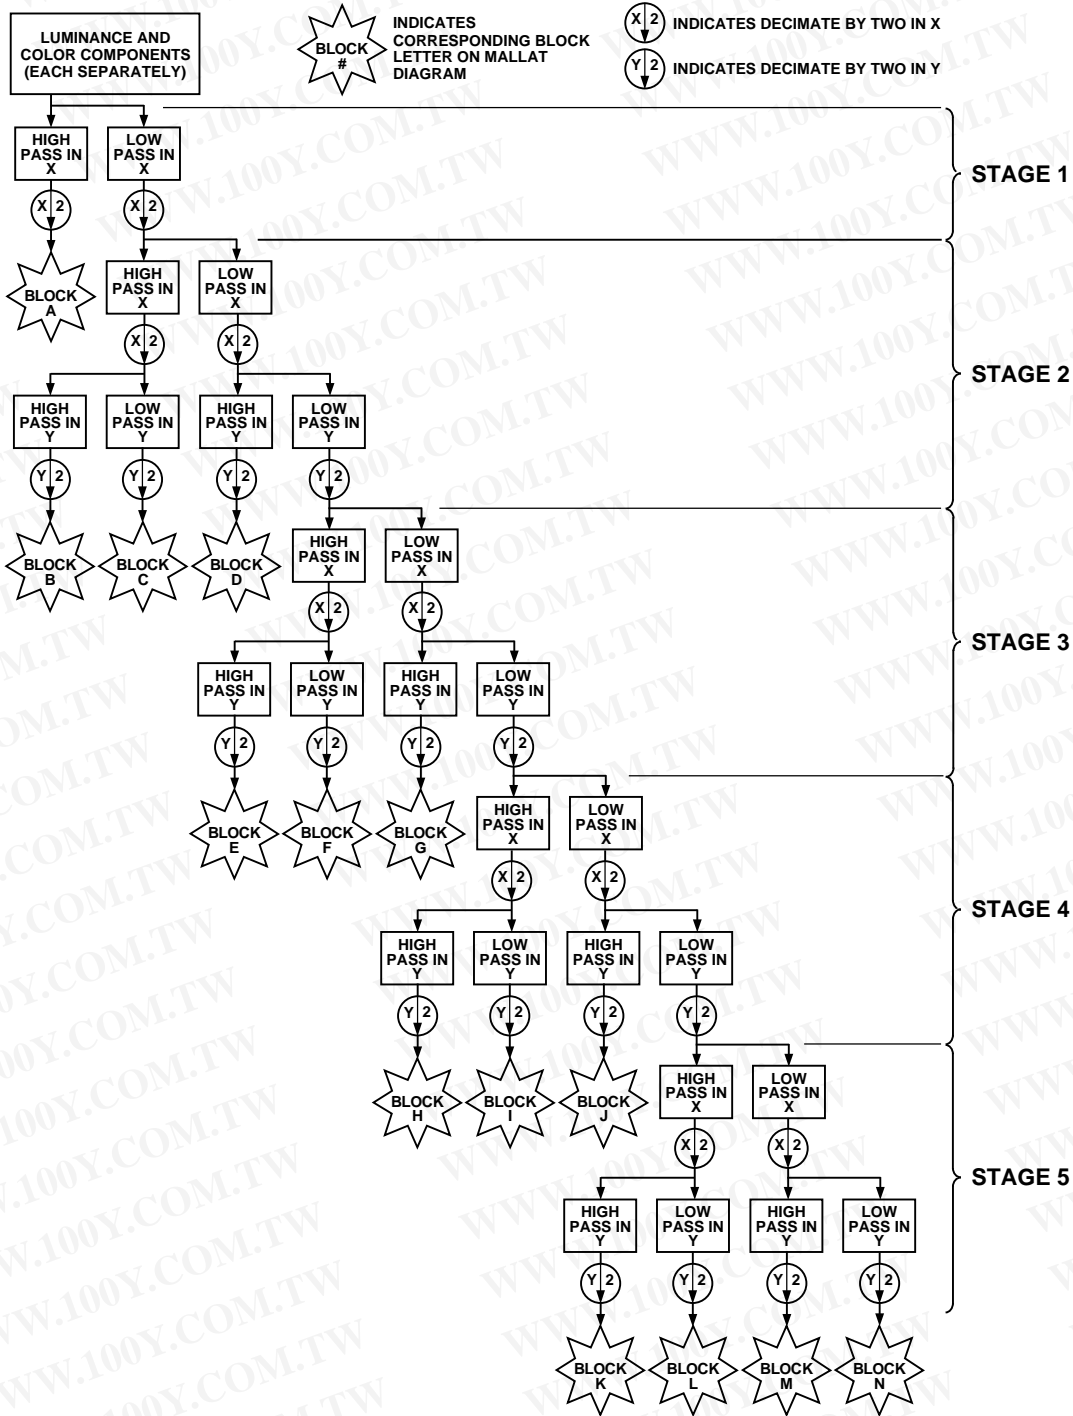 LUMINANCE AND
COLOR COMPONENTS
(EACH SEPARATELY)
BLOCK
#
INDICATES
CORRESPONDING BLOCK
LETTER ON MALLAT
DIAGRAM
X 2
INDICATES DECIMATE BY TWO IN X
Y 2
INDICATES DECIMATE BY TWO IN Y
HIGH
PASS IN
X
LOW
PASS IN
X
STAGE 1
X 2
X 2
BLOCK
A
HIGH
PASS IN
X
LOW
PASS IN
X
X 2
X 2
STAGE 2
HIGH
PASS IN
Y
LOW
PASS IN
Y
HIGH
PASS IN
Y
LOW
PASS IN
Y
Y 2
Y 2
Y 2
Y 2
BLOCK
B
BLOCK
C
BLOCK
D
HIGH
PASS IN
X
LOW
PASS IN
X
X 2
X 2
STAGE 3
HIGH
PASS IN
Y
LOW
PASS IN
Y
HIGH
PASS IN
Y
LOW
PASS IN
Y
Y 2
Y 2
Y 2
Y 2
BLOCK
E
BLOCK
F
BLOCK
G
HIGH
PASS IN
X
LOW
PASS IN
X
X 2
X 2
STAGE 4
HIGH
PASS IN
Y
LOW
PASS IN
Y
HIGH
PASS IN
Y
LOW
PASS IN
Y
Y 2
Y 2
Y 2
Y 2
BLOCK
H
BLOCK
I
BLOCK
J
HIGH
PASS IN
X
LOW
PASS IN
X
X 2
X 2
STAGE 5
HIGH
PASS IN
Y
LOW
PASS IN
Y
HIGH
PASS IN
Y
LOW
PASS IN
Y
Y 2
Y 2
Y 2
Y 2
BLOCK
K
BLOCK
L
BLOCK
M
BLOCK
N
WWW.100Y.COM.TW